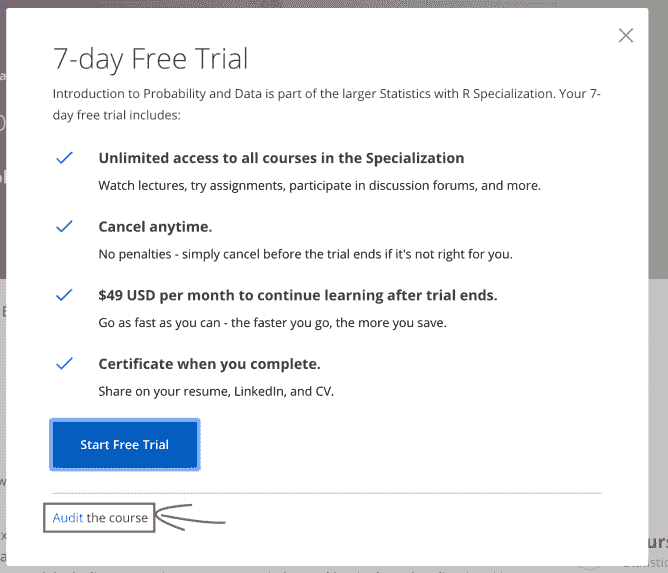 7-day Free Trial
Introduction to Probability and Data is part of the larger Statistics with R Specialization. Your 7-
day free trial includes:
Unlimited access to all courses in the Specialization
Watch lectures, try assignments, participate in discussion forums, and more.
Cancel anytime.
No penalties - simply cancel before the trial ends if it's not right for you.
$49 USD per month to continue learning after trial ends.
Go as fast as you can - the faster you go, the more you save.
Certificate when you complete.
Share on your resume, LinkedIn, and CV.
Start Free Trial
Audit the course